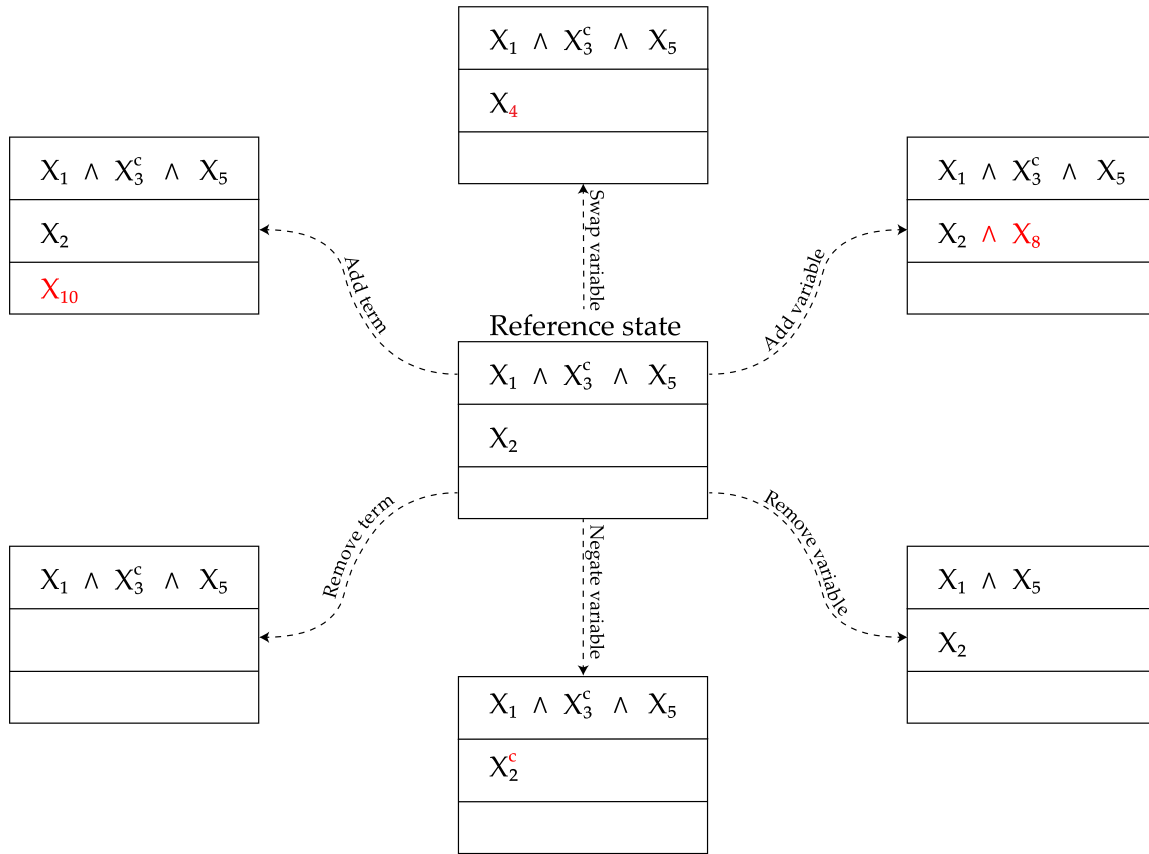 X₁ ∧ X₃ᶜ ∧ X₅
X₄
Swap variable
X₁ ∧ X₃ᶜ ∧ X₅
X₂
X₁₀
Add term
X₁ ∧ X₃ᶜ ∧ X₅
X₂ ∧ X₈
Add variable
Reference state
X₁ ∧ X₃ᶜ ∧ X₅
X₂
Remove term
X₁ ∧ X₃ᶜ ∧ X₅
Negate variable
X₁ ∧ X₃ᶜ ∧ X₅
X₂ᶜ
Remove variable
X₁ ∧ X₅
X₂